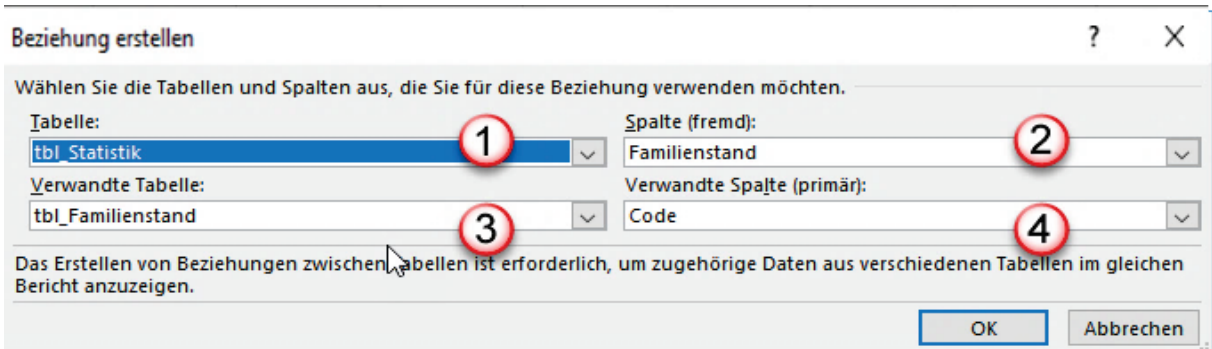 Beziehung erstellen ? X
Wählen Sie die Tabellen und Spalten aus, die Sie für diese Beziehung verwenden möchten.
Tabelle: Spalte (fremd):
tbl_Statistik 1 Familienstand 2
Verwandte Tabelle: Verwandte Spalte (primär):
tbl_Familienstand 3 Code 4
Das Erstellen von Beziehungen zwischen Tabellen ist erforderlich, um zugehörige Daten aus verschiedenen Tabellen im gleichen
Bericht anzuzeigen.
OK Abbrechen